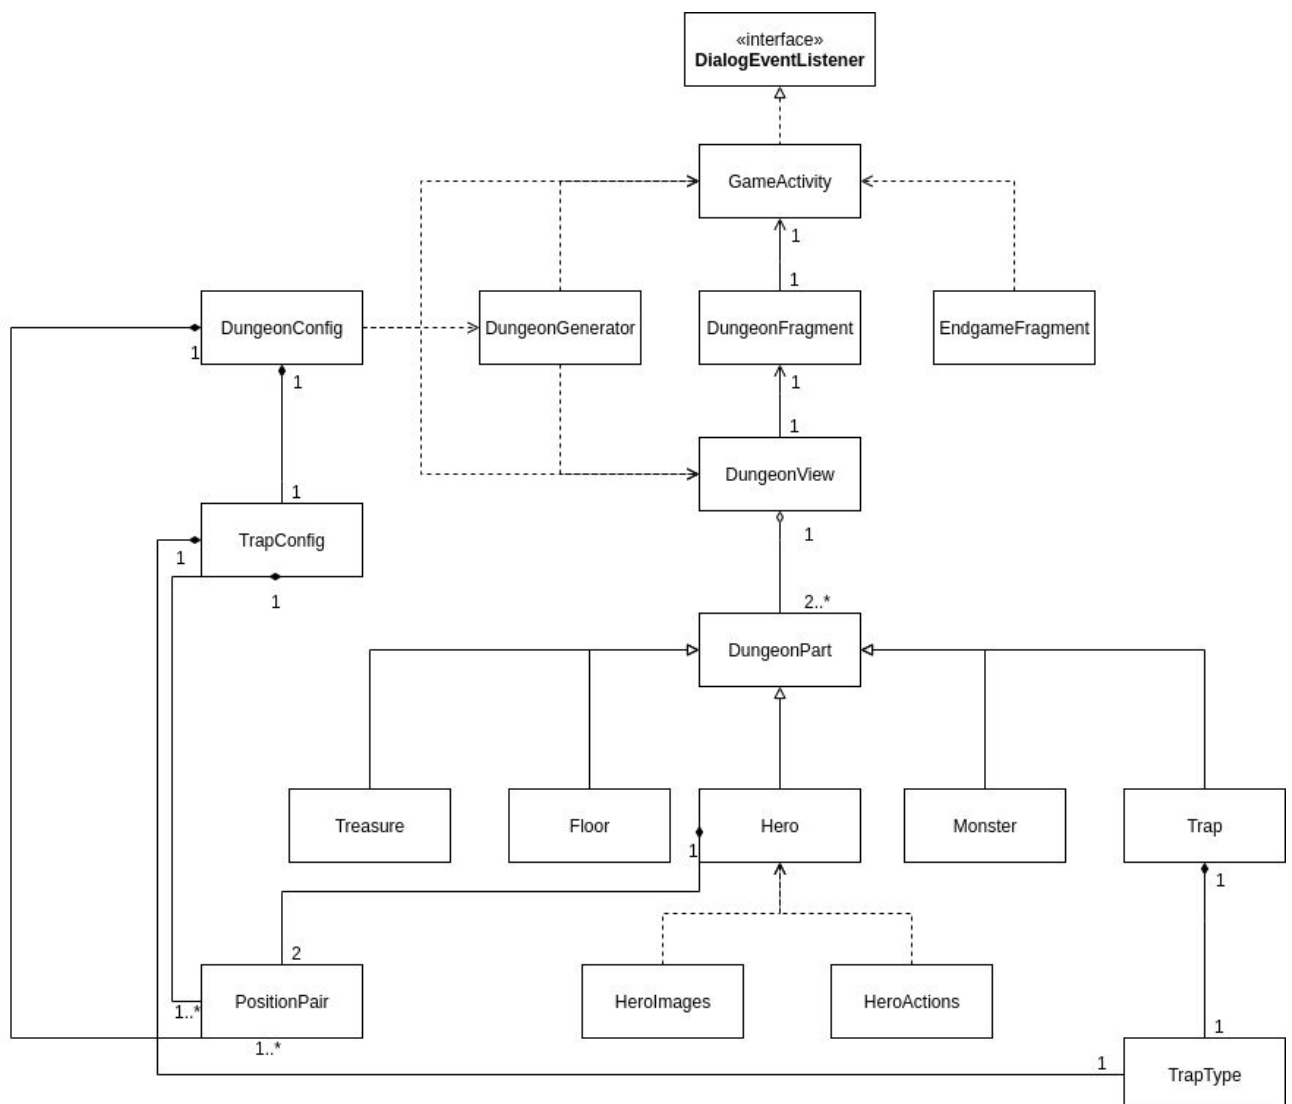 «interface»
DialogEventListener
GameActivity
1
1
DungeonConfig
DungeonGenerator
DungeonFragment
EndgameFragment
1
1
1
1
DungeonView
1
TrapConfig
1
1
1
2..*
DungeonPart
Treasure
Floor
Hero
Monster
Trap
1
1
2
PositionPair
HeroImages
HeroActions
1..*
1..*
1
1
TrapType